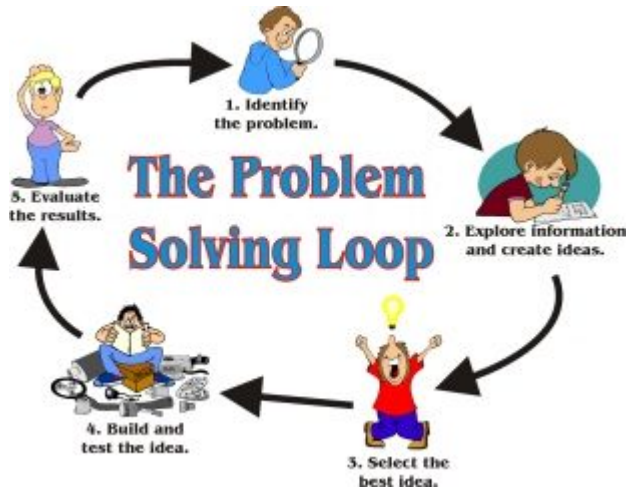 1. Identify
the problem.
The Problem
Solving Loop
2. Explore information
and create ideas.
3. Select the
best idea.
4. Build and
test the idea.
5. Evaluate
the results.